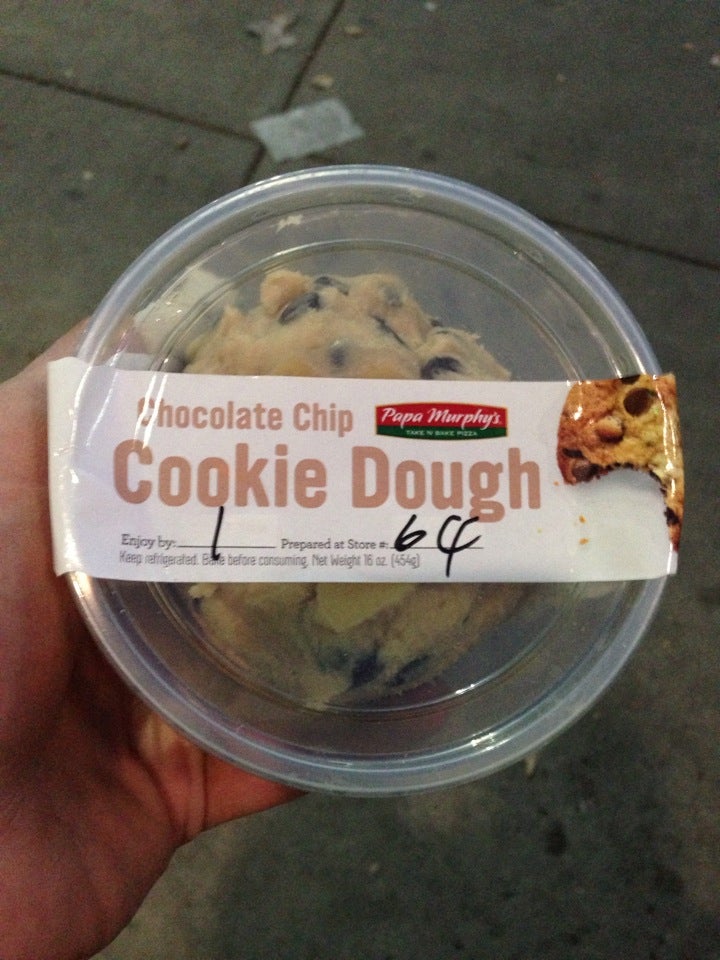 Chocolate Chip
Papa Murphy's
TAKE 'N' BAKE PIZZA
Cookie Dough
Enjoy by: 1 Prepared at Store #: 64
Keep refrigerated. Bake before consuming. Net Weight 16 oz. (454g)